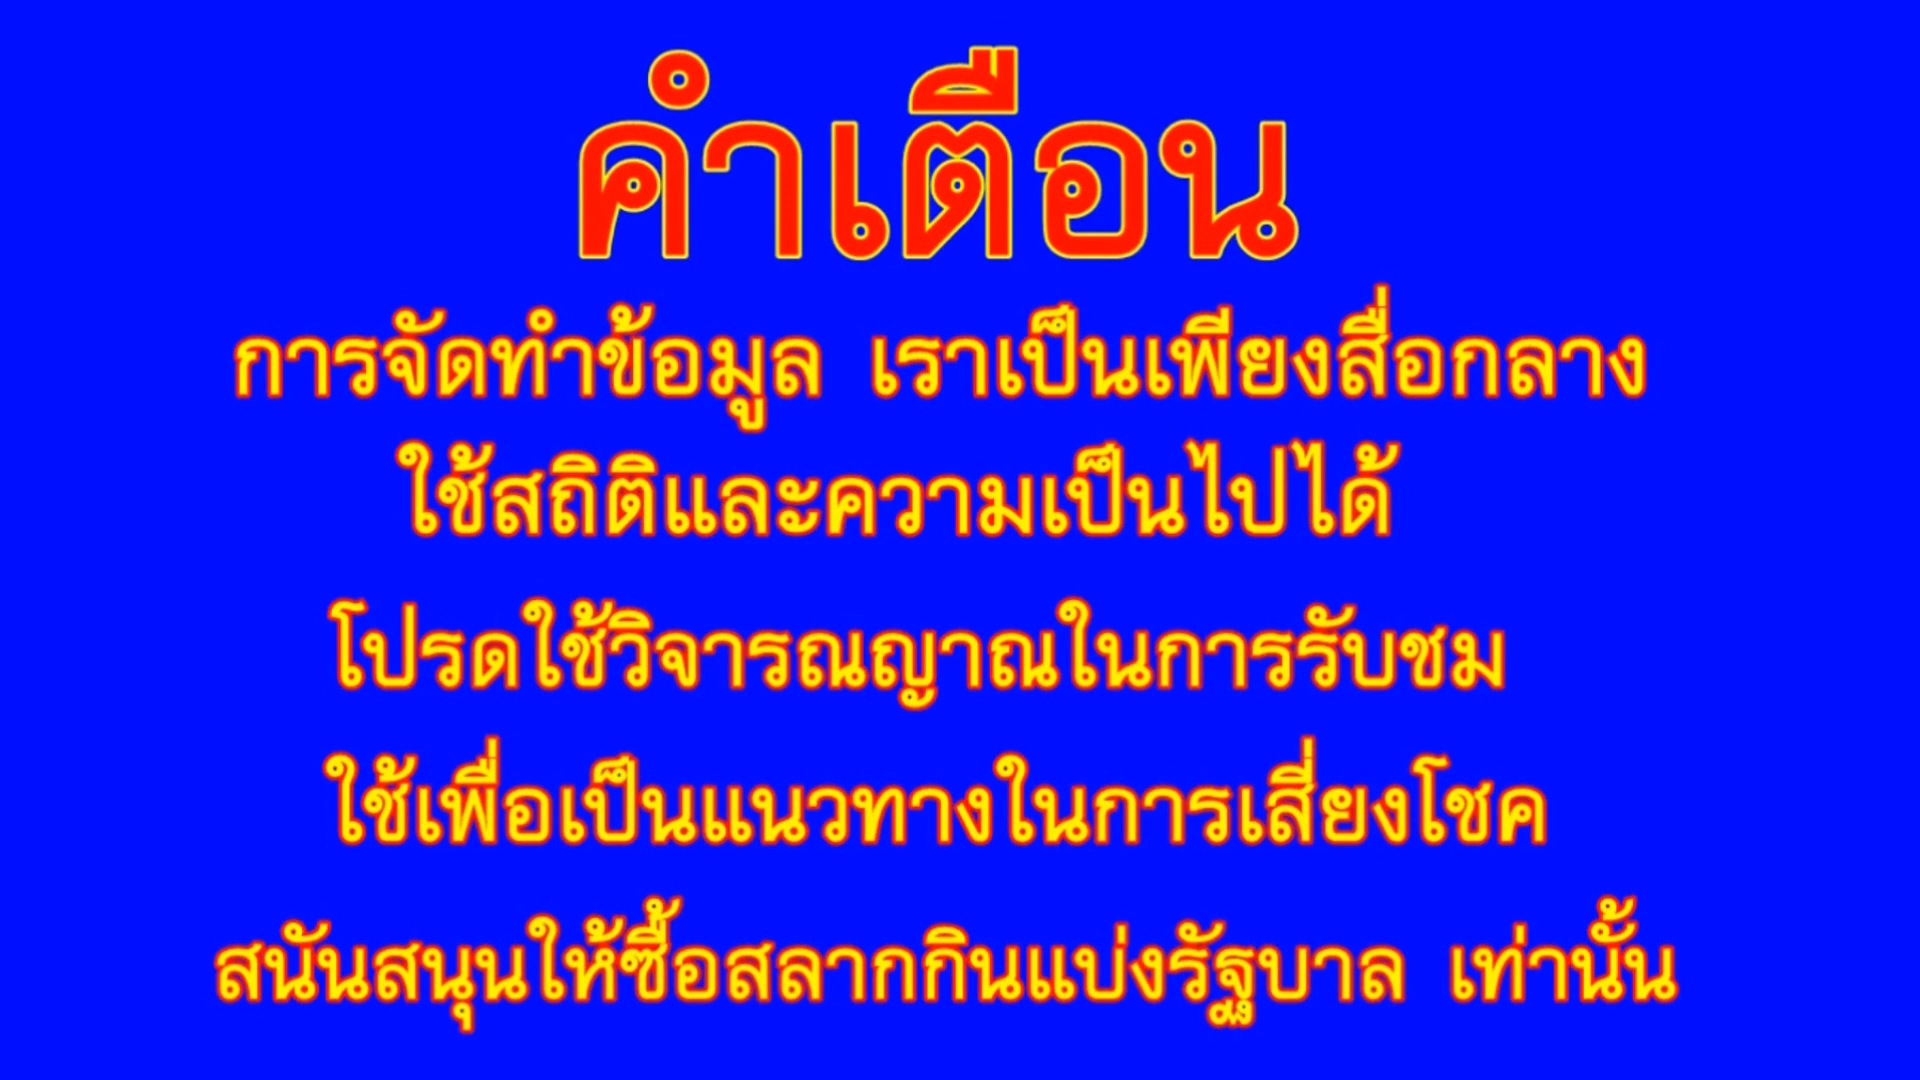 คำเตือน
การจัดทำข้อมูล เราเป็นเพียงสื่อกลาง
ใช้สถิติและความเป็นไปได้
โปรดใช้วิจารณญาณในการรับชม
ใช้เพื่อเป็นแนวทางในการเสี่ยงโชค
สนันสนุนให้ซื้อสลากกินแบ่งรัฐบาล เท่านั้น